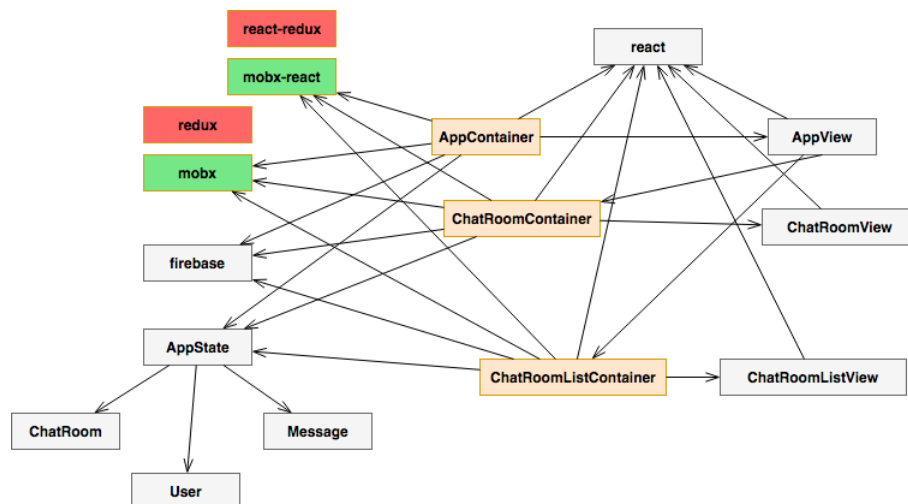 react-redux
react
mobx-react
redux
AppContainer
AppView
mobx
ChatRoomContainer
ChatRoomView
firebase
AppState
ChatRoomListContainer
ChatRoomListView
ChatRoom
Message
User